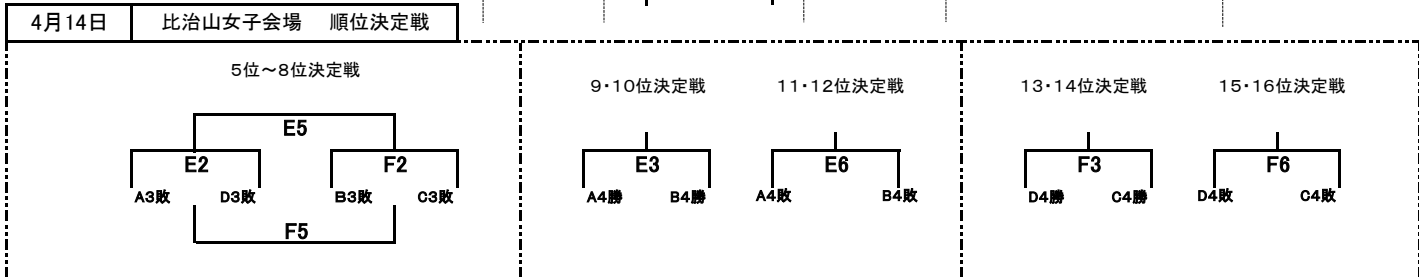 4月14日 比治山女子会場 順位決定戦
5位～8位決定戦
9・10位決定戦 11・12位決定戦 13・14位決定戦 15・16位決定戦
E5
E2 F2 E3 E6 F3 F6
A3敗 D3敗 B3敗 C3敗 A4勝 B4勝 A4敗 B4敗 D4勝 C4勝 D4敗 C4敗
F5